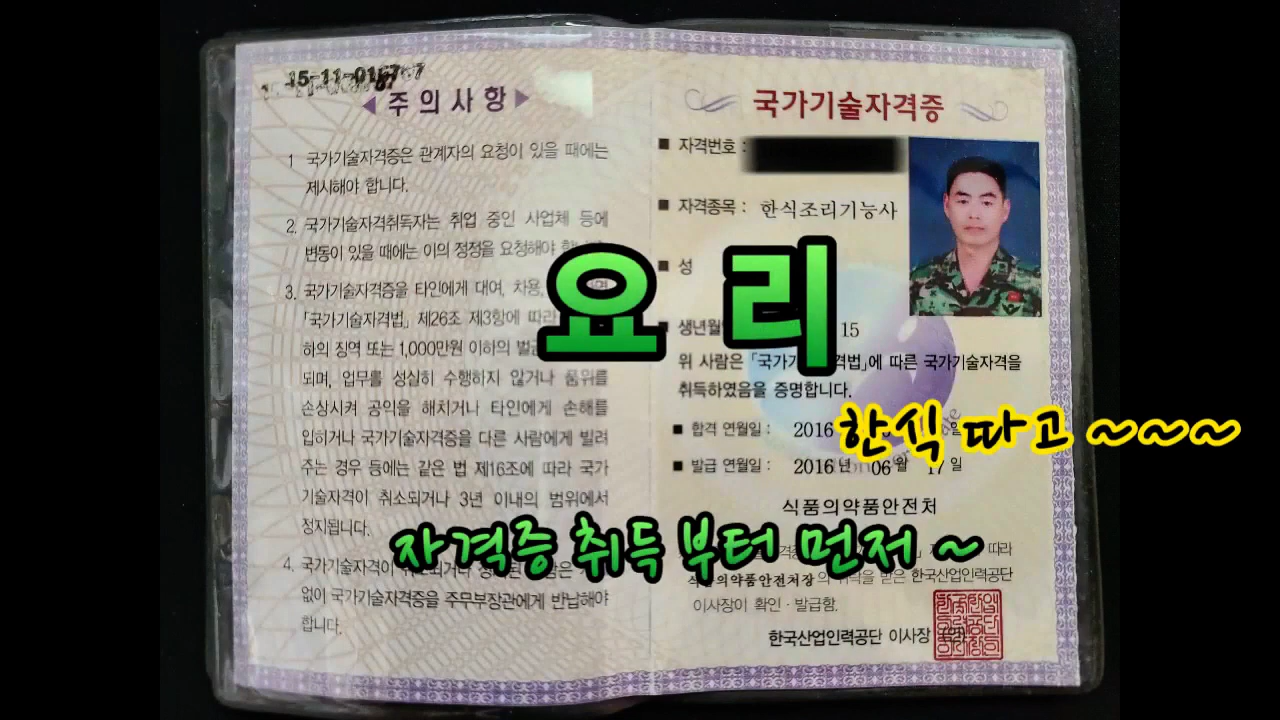 15-11-016767
◀ 주의사항 ▶
1 국가기술자격증은 관계자의 요청이 있을 때에는
제시해야 합니다.
2. 국가기술자격취득자는 취업 중인 사업체 등에
변동이 있을 때에는 이의 정정을 요청해야 합니다.
3. 국가기술자격증을 타인에게 대여, 차용,
「국가기술자격법」 제26조 제3항에 따라
하의 징역 또는 1,000만원 이하의 벌금
되며, 업무를 성실히 수행하지 않거나 품위를
손상시켜 공익을 해치거나 타인에게 손해를
입히거나 국가기술자격증을 다른 사람에게 빌려
주는 경우 등에는 같은 법 제16조에 따라 국가
기술자격이 취소되거나 3년 이내의 범위에서
정지됩니다.
4. 국가기술자격이 취소되거나
없이 국가기술자격증을 주무부장관에게 반납해야
합니다.
국가기술자격증
■ 자격번호 :
■ 자격종목 : 한식조리기능사
■ 성
■ 생년월일 15
위 사람은 「국가기술자격법」에 따른 국가기술자격을
취득하였음을 증명합니다.
■ 합격 연월일 : 2016 일
■ 발급 연월일 : 2016 년 06 월 17 일
식품의약품안전처
따라
식품의약품안전처장의 위탁을 받은 한국산업인력공단
이사장이 확인 · 발급함.
한국산업인력공단 이사장
요리
한식 따고 ~~~
자격증 취득 부터 먼저 ~